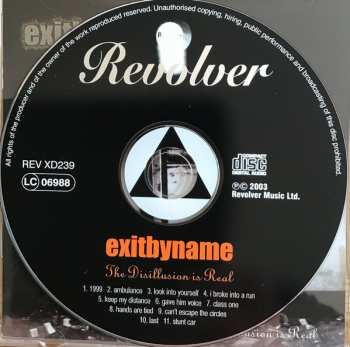 All rights of the producer and of the owner of the work reproduced reserved. Unauthorised copying, hiring, public performance and broadcasting of this disc prohibited.
exit
Revolver
REV XD239
LC 06988
COMPACT
disc
DIGITAL AUDIO
℗© 2003
Revolver Music Ltd.
exitbyname
The Disillusion is Real
1. 1999 2. ambulance 3. look into yourself 4. i broke into a run
5. keep my distance 6. gave him voice 7. class one
8. hands are tied 9. can't escape the circles
10. last 11. stunt car
usion is Real